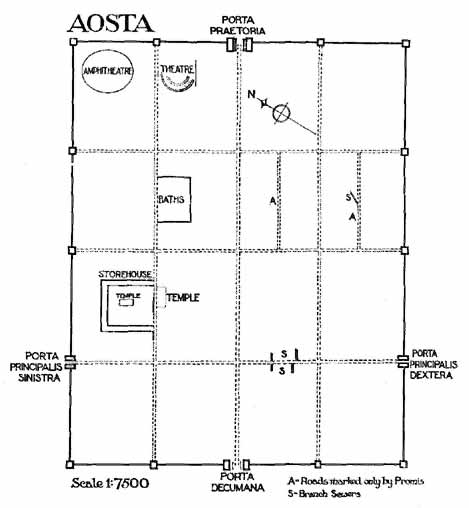 AOSTA
PORTA
PRAETORIA
AMPHITHEATRE
THEATRE
N
BATHS
A
S
A
STOREHOUSE
TEMPLE
TEMPLE
PORTA
PRINCIPALIS
SINISTRA
S
S
PORTA
PRINCIPALIS
DEXTERA
Scale 1:7500
PORTA
DECUMANA
A-Roads marked only by Promis
S-Branch Sewers